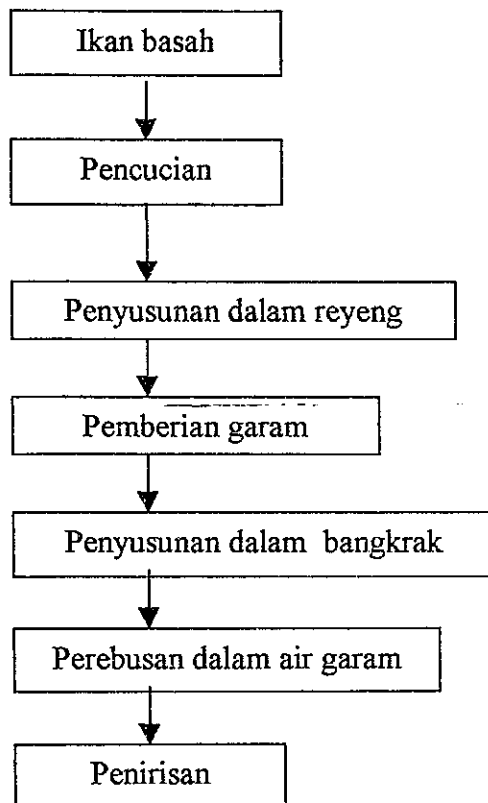 Ikan basah
Pencucian
Penyusunan dalam reyeng
Pemberian garam
Penyusunan dalam bangkrak
Perebusan dalam air garam
Penirisan